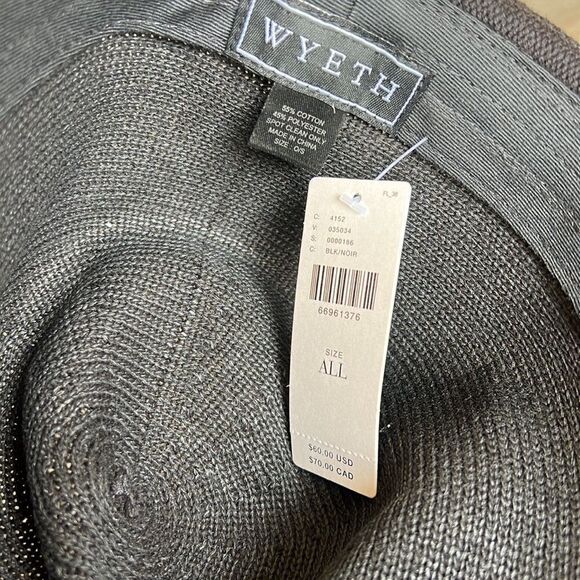 WYETH
55% COTTON
45% POLYESTER
SPOT CLEAN ONLY
MADE IN CHINA
SIZE: O/S
FL_36
C: 4152
V: 035034
S: 0000186
C: BLK/NOIR
66961376
SIZE
ALL
$60.00 USD
$70.00 CAD